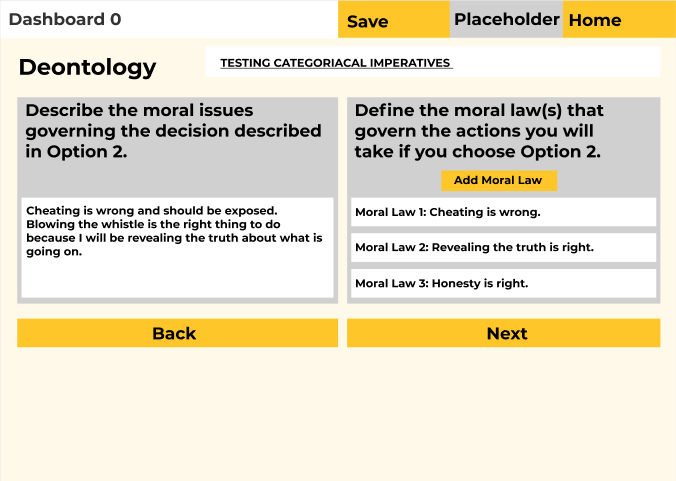 Dashboard 0
Save
Placeholder
Home
Deontology
TESTING CATEGORIACAL IMPERATIVES
Describe the moral issues
governing the decision described
in Option 2.
Cheating is wrong and should be exposed.
Blowing the whistle is the right thing to do
because I will be revealing the truth about what is
going on.
Define the moral law(s) that
govern the actions you will
take if you choose Option 2.
Add Moral Law
Moral Law 1: Cheating is wrong.
Moral Law 2: Revealing the truth is right.
Moral Law 3: Honesty is right.
Back
Next